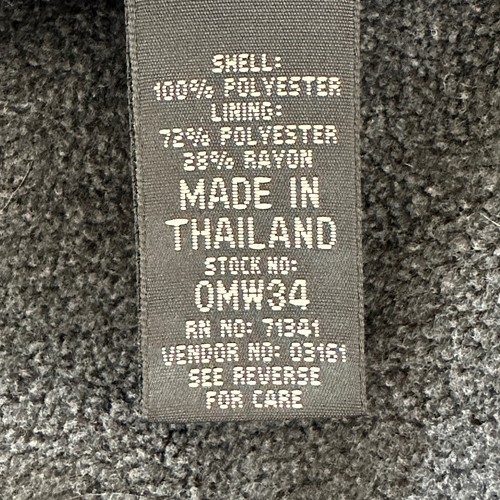 SHELL:
100% POLYESTER
LINING:
72% POLYESTER
38% RAYON
MADE IN
THAILAND
STOCK NO:
0MW34
RN NO: 71341
VENDOR NO: 03161
SEE REVERSE
FOR CARE